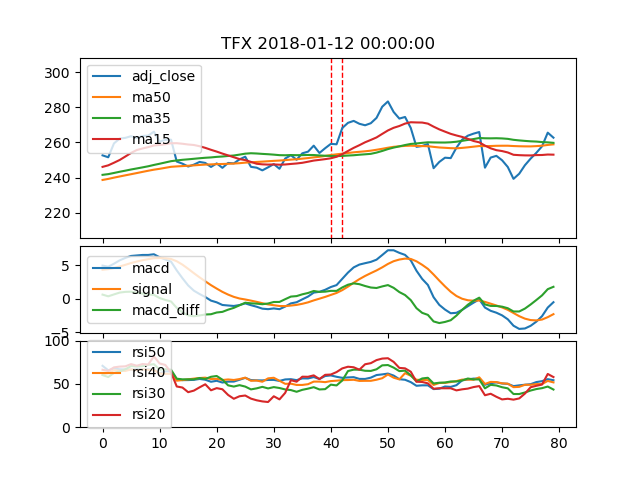 TFX 2018-01-12 00:00:00
300
280
260
240
220
adj_close
ma50
ma35
ma15
5
0
−5
macd
signal
macd_diff
100
50
0
rsi50
rsi40
rsi30
rsi20
0 10 20 30 40 50 60 70 80